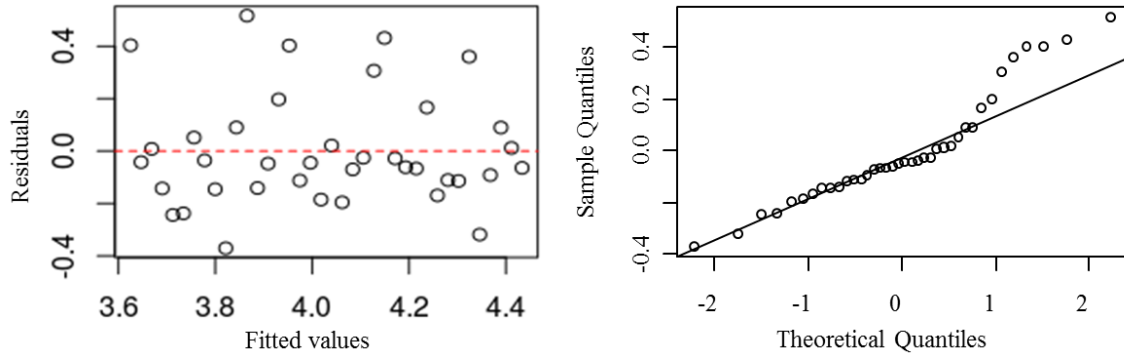 Residuals
0.4
0.0
-0.4
3.6 3.8 4.0 4.2 4.4
Fitted values
Sample Quantiles
0.4
0.2
0.0
-0.4
-2 -1 0 1 2
Theoretical Quantiles